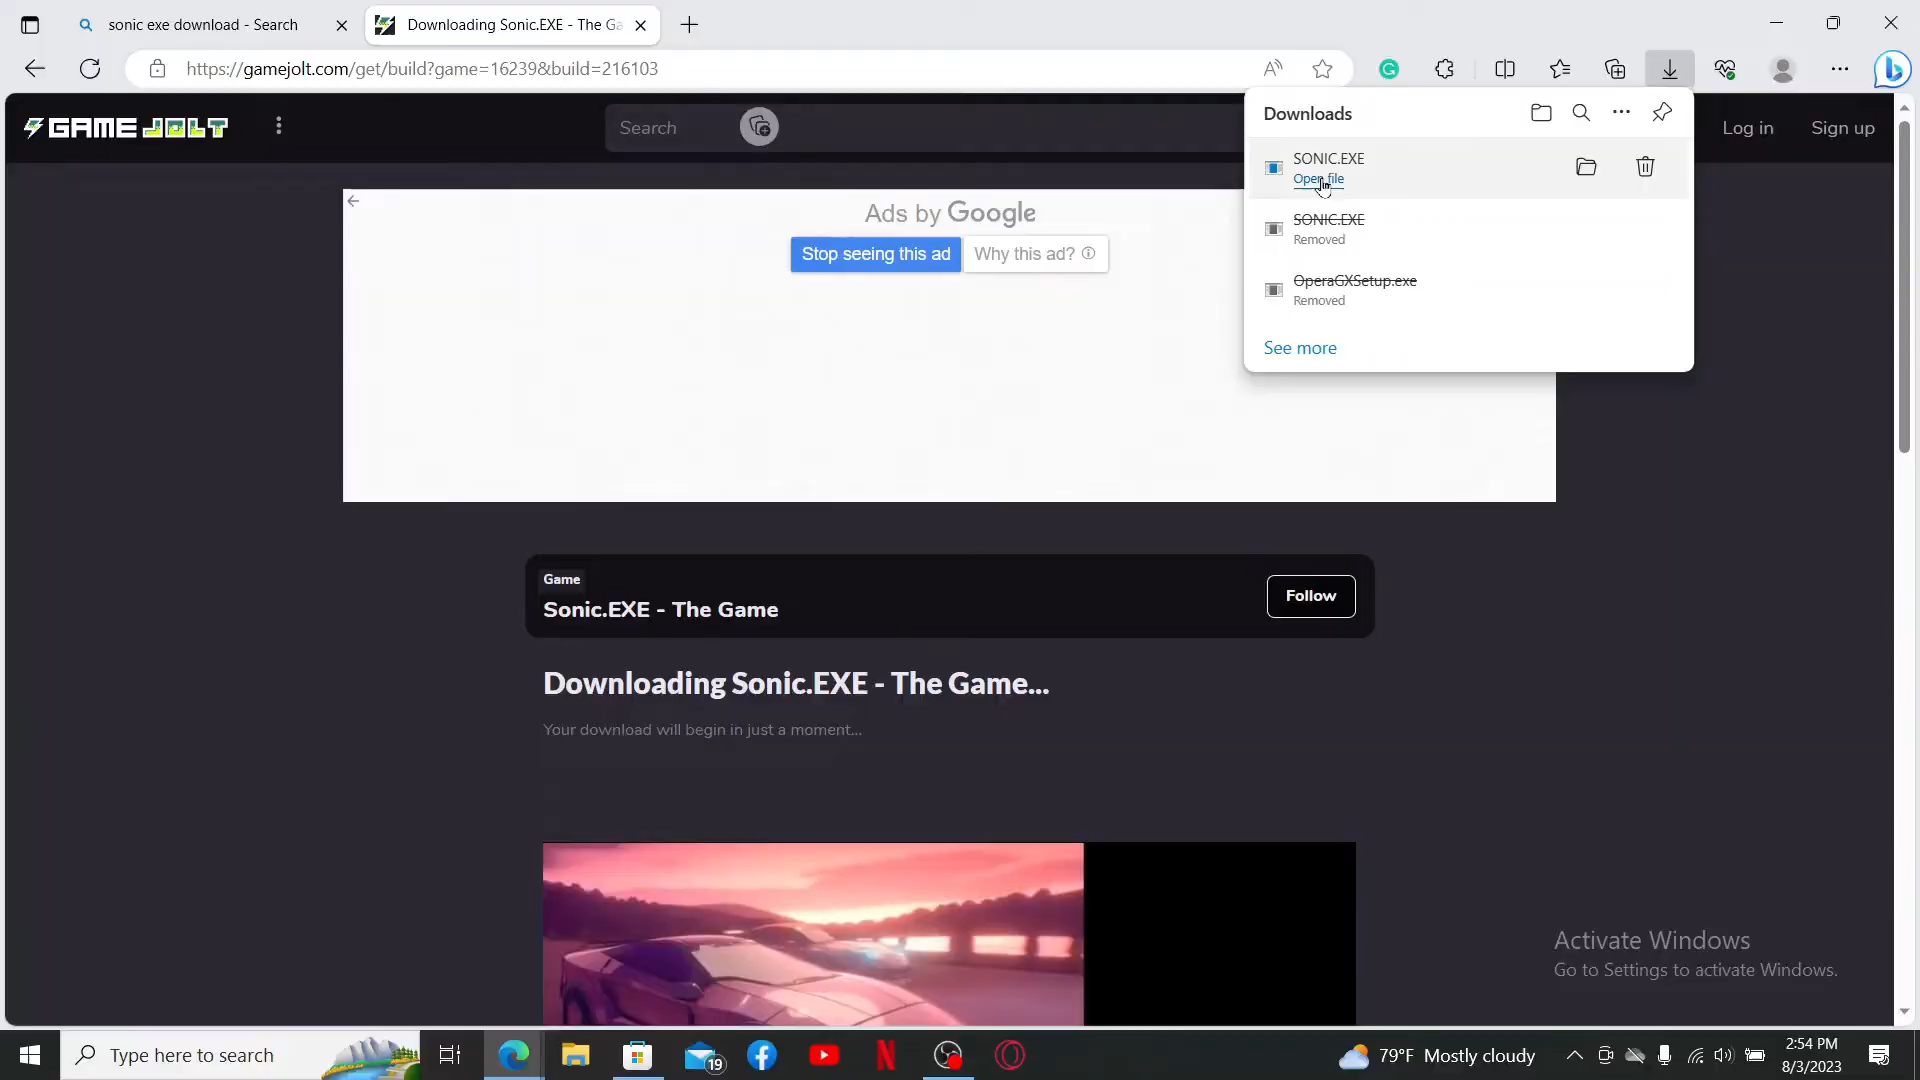 sonic exe download - Search
Downloading Sonic.EXE - The Ga
https://gamejolt.com/get/build?game=16239&build=216103
GAME JOLT
Search
Log in
Sign up
Downloads
SONIC.EXE
Open file
SONIC.EXE
Removed
OperaGXSetup.exe
Removed
See more
Ads by Google
Stop seeing this ad
Why this ad?
Game
Sonic.EXE - The Game
Follow
Downloading Sonic.EXE - The Game...
Your download will begin in just a moment...
Activate Windows
Go to Settings to activate Windows.
Type here to search
19
79°F Mostly cloudy
2:54 PM
8/3/2023